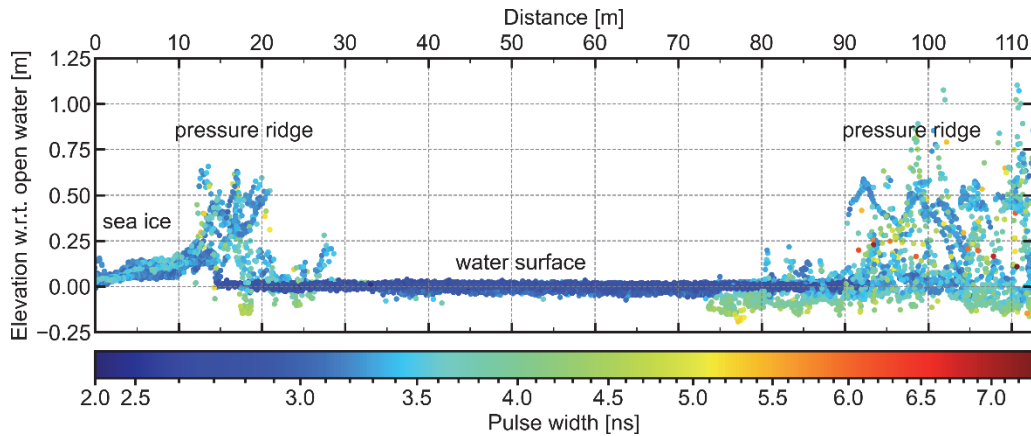 Distance [m]
0 10 20 30 40 50 60 70 80 90 100 110
Elevation w.r.t. open water [m]
1.25
1.00
0.75
0.50
0.25
0.00
−0.25
pressure ridge pressure ridge
sea ice
water surface
2.0 2.5 3.0 3.5 4.0 4.5 5.0 5.5 6.0 6.5 7.0
Pulse width [ns]